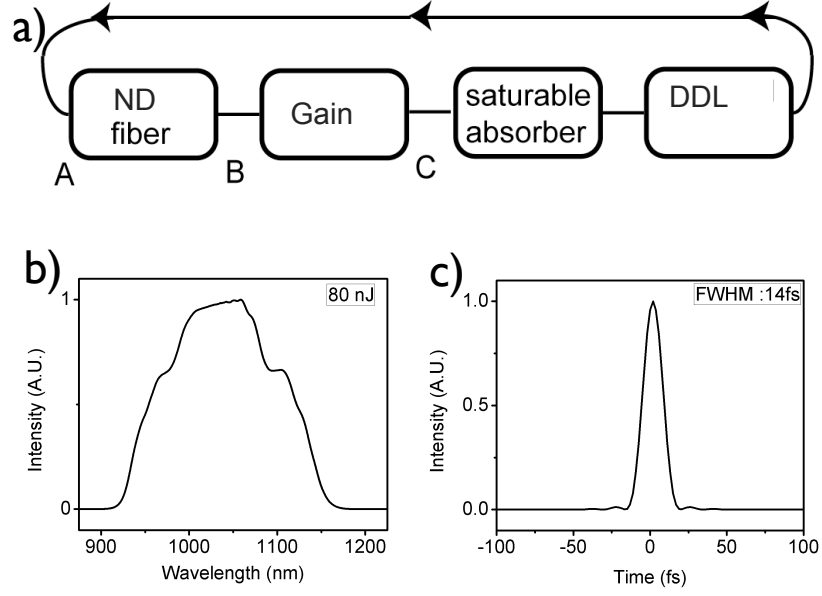 a)
ND
fiber
Gain
saturable
absorber
DDL
A
B
C
b)
80 nJ
1
0
Intensity (A.U.)
900
1000
1100
1200
Wavelength (nm)
c)
FWHM :14fs
1.0
0.5
0.0
Intensity (A.U.)
-100
-50
0
50
100
Time (fs)